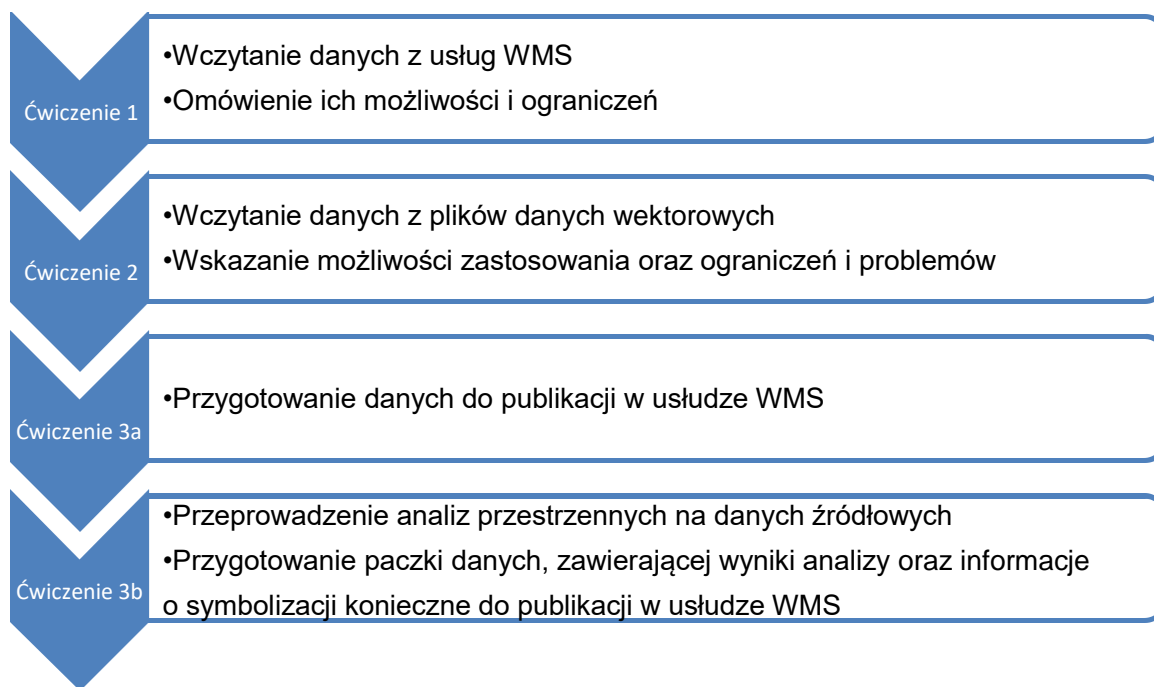 Ćwiczenie 1
•Wczytanie danych z usług WMS
•Omówienie ich możliwości i ograniczeń
Ćwiczenie 2
•Wczytanie danych z plików danych wektorowych
•Wskazanie możliwości zastosowania oraz ograniczeń i problemów
Ćwiczenie 3a
•Przygotowanie danych do publikacji w usłudze WMS
Ćwiczenie 3b
•Przeprowadzenie analiz przestrzennych na danych źródłowych
•Przygotowanie paczki danych, zawierającej wyniki analizy oraz informacje
o symbolizacji konieczne do publikacji w usłudze WMS